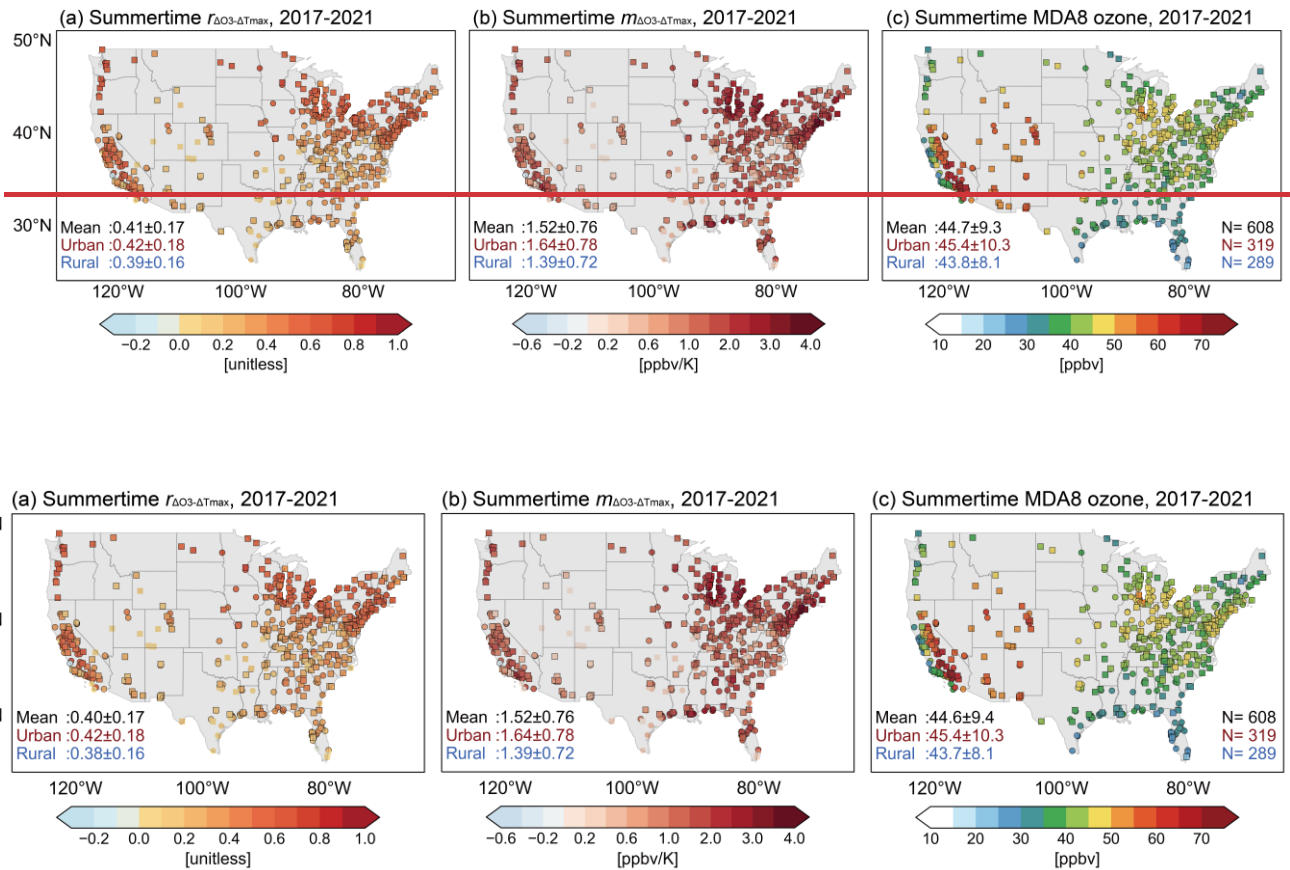 (a) Summertime rΔO3-ΔTmax, 2017-2021
(b) Summertime mΔO3-ΔTmax, 2017-2021
(c) Summertime MDA8 ozone, 2017-2021
50°N
40°N
30°N
Mean :0.41±0.17
Urban :0.42±0.18
Rural :0.39±0.16
Mean :1.52±0.76
Urban :1.64±0.78
Rural :1.39±0.72
Mean :44.7±9.3
Urban :45.4±10.3
Rural :43.8±8.1
N= 608
N= 319
N= 289
120°W 100°W 80°W
120°W 100°W 80°W
120°W 100°W 80°W
−0.2 0.0 0.2 0.4 0.6 0.8 1.0
[unitless]
−0.6 −0.2 0.2 0.6 1.0 2.0 3.0 4.0
[ppbv/K]
10 20 30 40 50 60 70
[ppbv]
(a) Summertime rΔO3-ΔTmax, 2017-2021
(b) Summertime mΔO3-ΔTmax, 2017-2021
(c) Summertime MDA8 ozone, 2017-2021
Mean :0.40±0.17
Urban :0.42±0.18
Rural :0.38±0.16
Mean :1.52±0.76
Urban :1.64±0.78
Rural :1.39±0.72
Mean :44.6±9.4
Urban :45.4±10.3
Rural :43.7±8.1
N= 608
N= 319
N= 289
120°W 100°W 80°W
120°W 100°W 80°W
120°W 100°W 80°W
−0.2 0.0 0.2 0.4 0.6 0.8 1.0
[unitless]
−0.6 −0.2 0.2 0.6 1.0 2.0 3.0 4.0
[ppbv/K]
10 20 30 40 50 60 70
[ppbv]